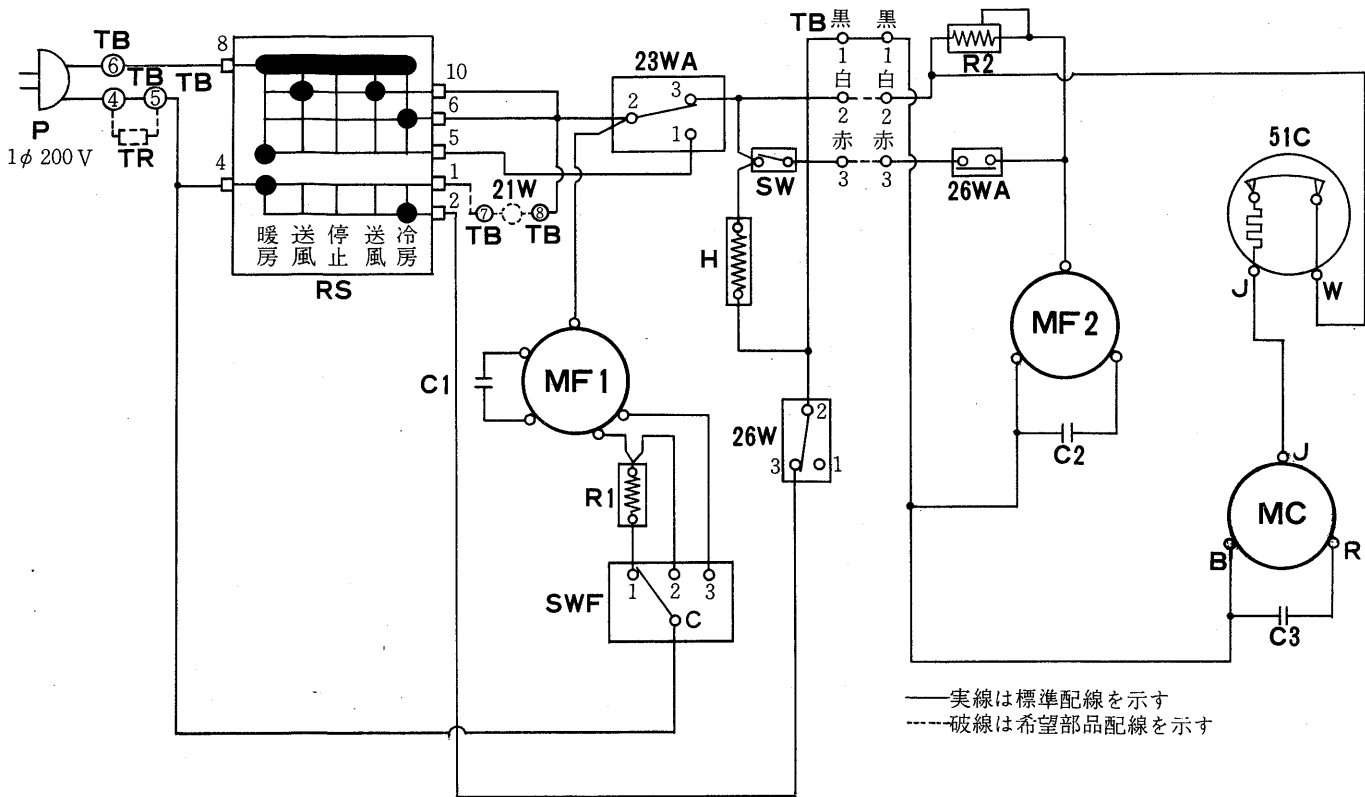 TB
6
TB
TB
4
5
P
1φ 200 V
TR
8
4
10
6
5
1
2
暖房
送風
停止
送風
冷房
RS
21W
7
8
TB
TB
23WA
2
3
1
TB
黒
黒
1
1
白
白
2
2
赤
赤
3
3
SW
H
R2
26WA
51C
J
W
MF1
C1
R1
SWF
1
2
3
C
26W
2
3
1
MF2
C2
J
MC
B
R
C3
実線は標準配線を示す
破線は希望部品配線を示す